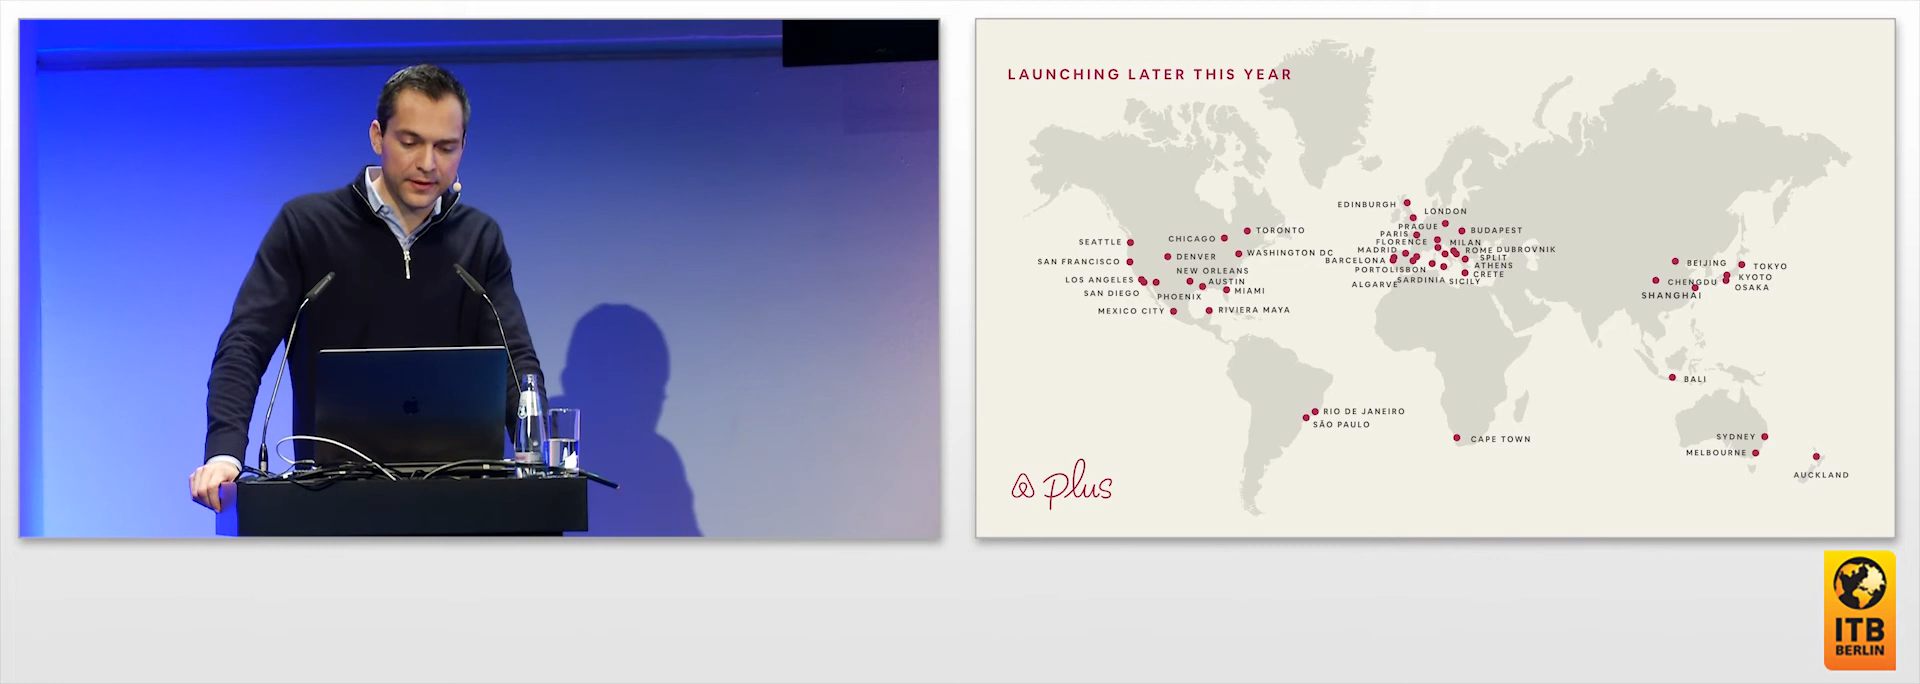 LAUNCHING LATER THIS YEAR
EDINBURGH
LONDON
PRAGUE
BUDAPEST
PARIS
FLORENCE
MILAN
MADRID
ROME
DUBROVNIK
BARCELONA
SPLIT
ATHENS
PORTO
LISBON
CRETE
SARDINIA
SICILY
ALGARVE
TORONTO
CHICAGO
SEATTLE
WASHINGTON DC
DENVER
SAN FRANCISCO
NEW ORLEANS
LOS ANGELES
AUSTIN
SAN DIEGO
PHOENIX
MIAMI
MEXICO CITY
RIVIERA MAYA
BEIJING
TOKYO
KYOTO
CHENGDU
OSAKA
SHANGHAI
BALI
RIO DE JANEIRO
SÃO PAULO
CAPE TOWN
SYDNEY
MELBOURNE
AUCKLAND
plus
ITB
BERLIN